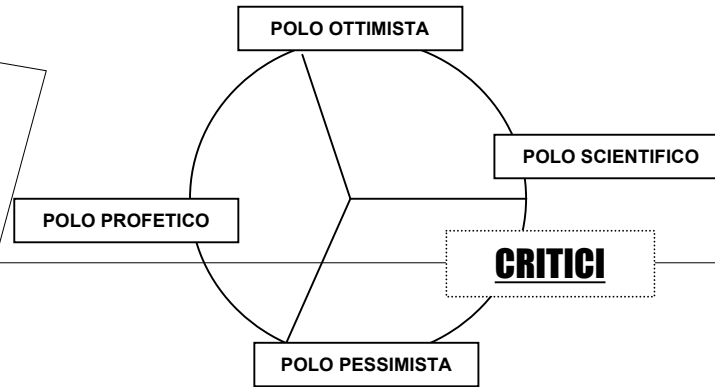 POLO OTTIMISTA
POLO SCIENTIFICO
POLO PROFETICO
CRITICI
POLO PESSIMISTA